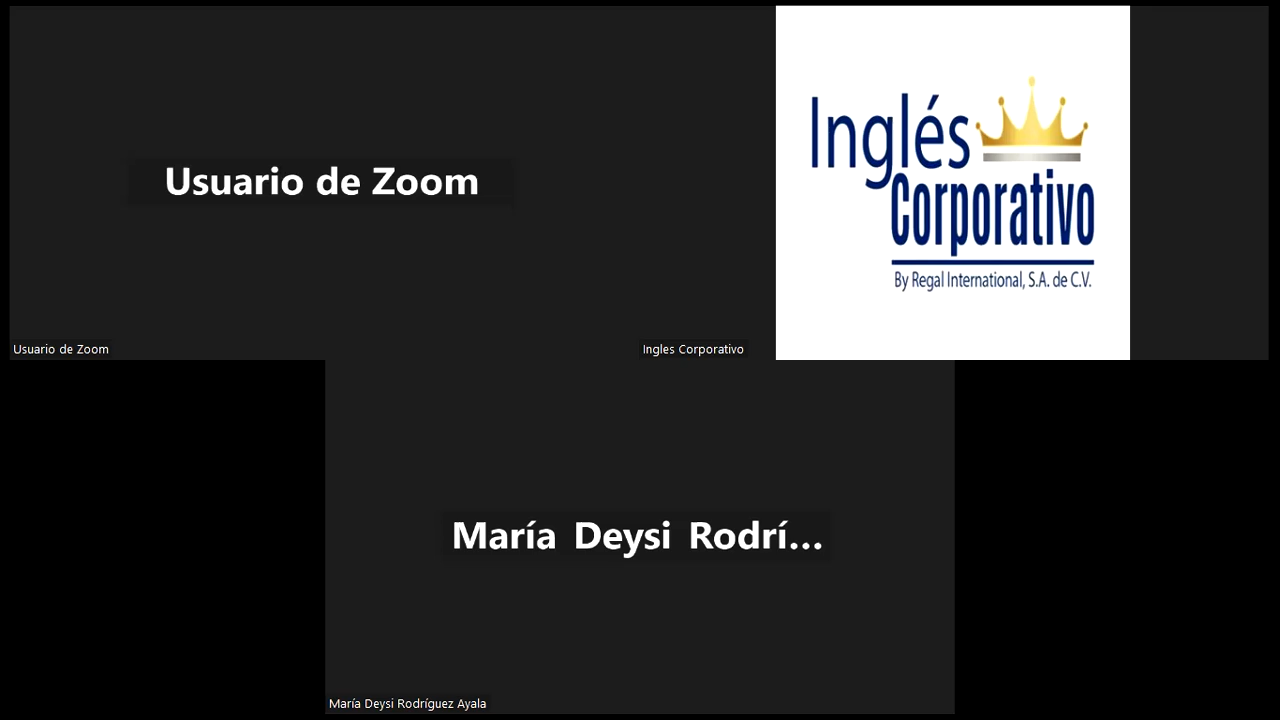 Usuario de Zoom
Usuario de Zoom
Inglés
Corporativo
By Regal International, S.A. de C.V.
Ingles Corporativo
María Deysi Rodrí...
María Deysi Rodríguez Ayala